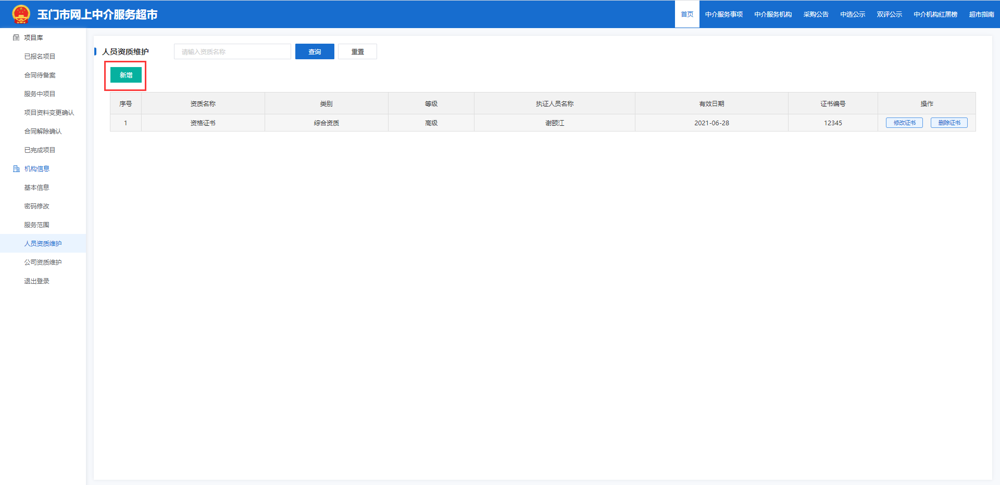 玉门市网上中介服务超市
首页 中介服务事项 中介服务机构 采购公告 中选公示 双评公示 中介机构红黑榜 超市指南
项目库
已报名项目
合同待备案
服务中项目
项目资料变更确认
合同解除确认
已完成项目
机构信息
基本信息
密码修改
服务范围
人员资质维护
公司资质维护
退出登录
人员资质维护 请输入资质名称 查询 重置
新增
序号 资质名称 类别 等级 执证人员名称 有效日期 证书编号 操作
1 资格证书 综合资质 高级 谢颐江 2021-06-28 12345 修改证书 删除证书